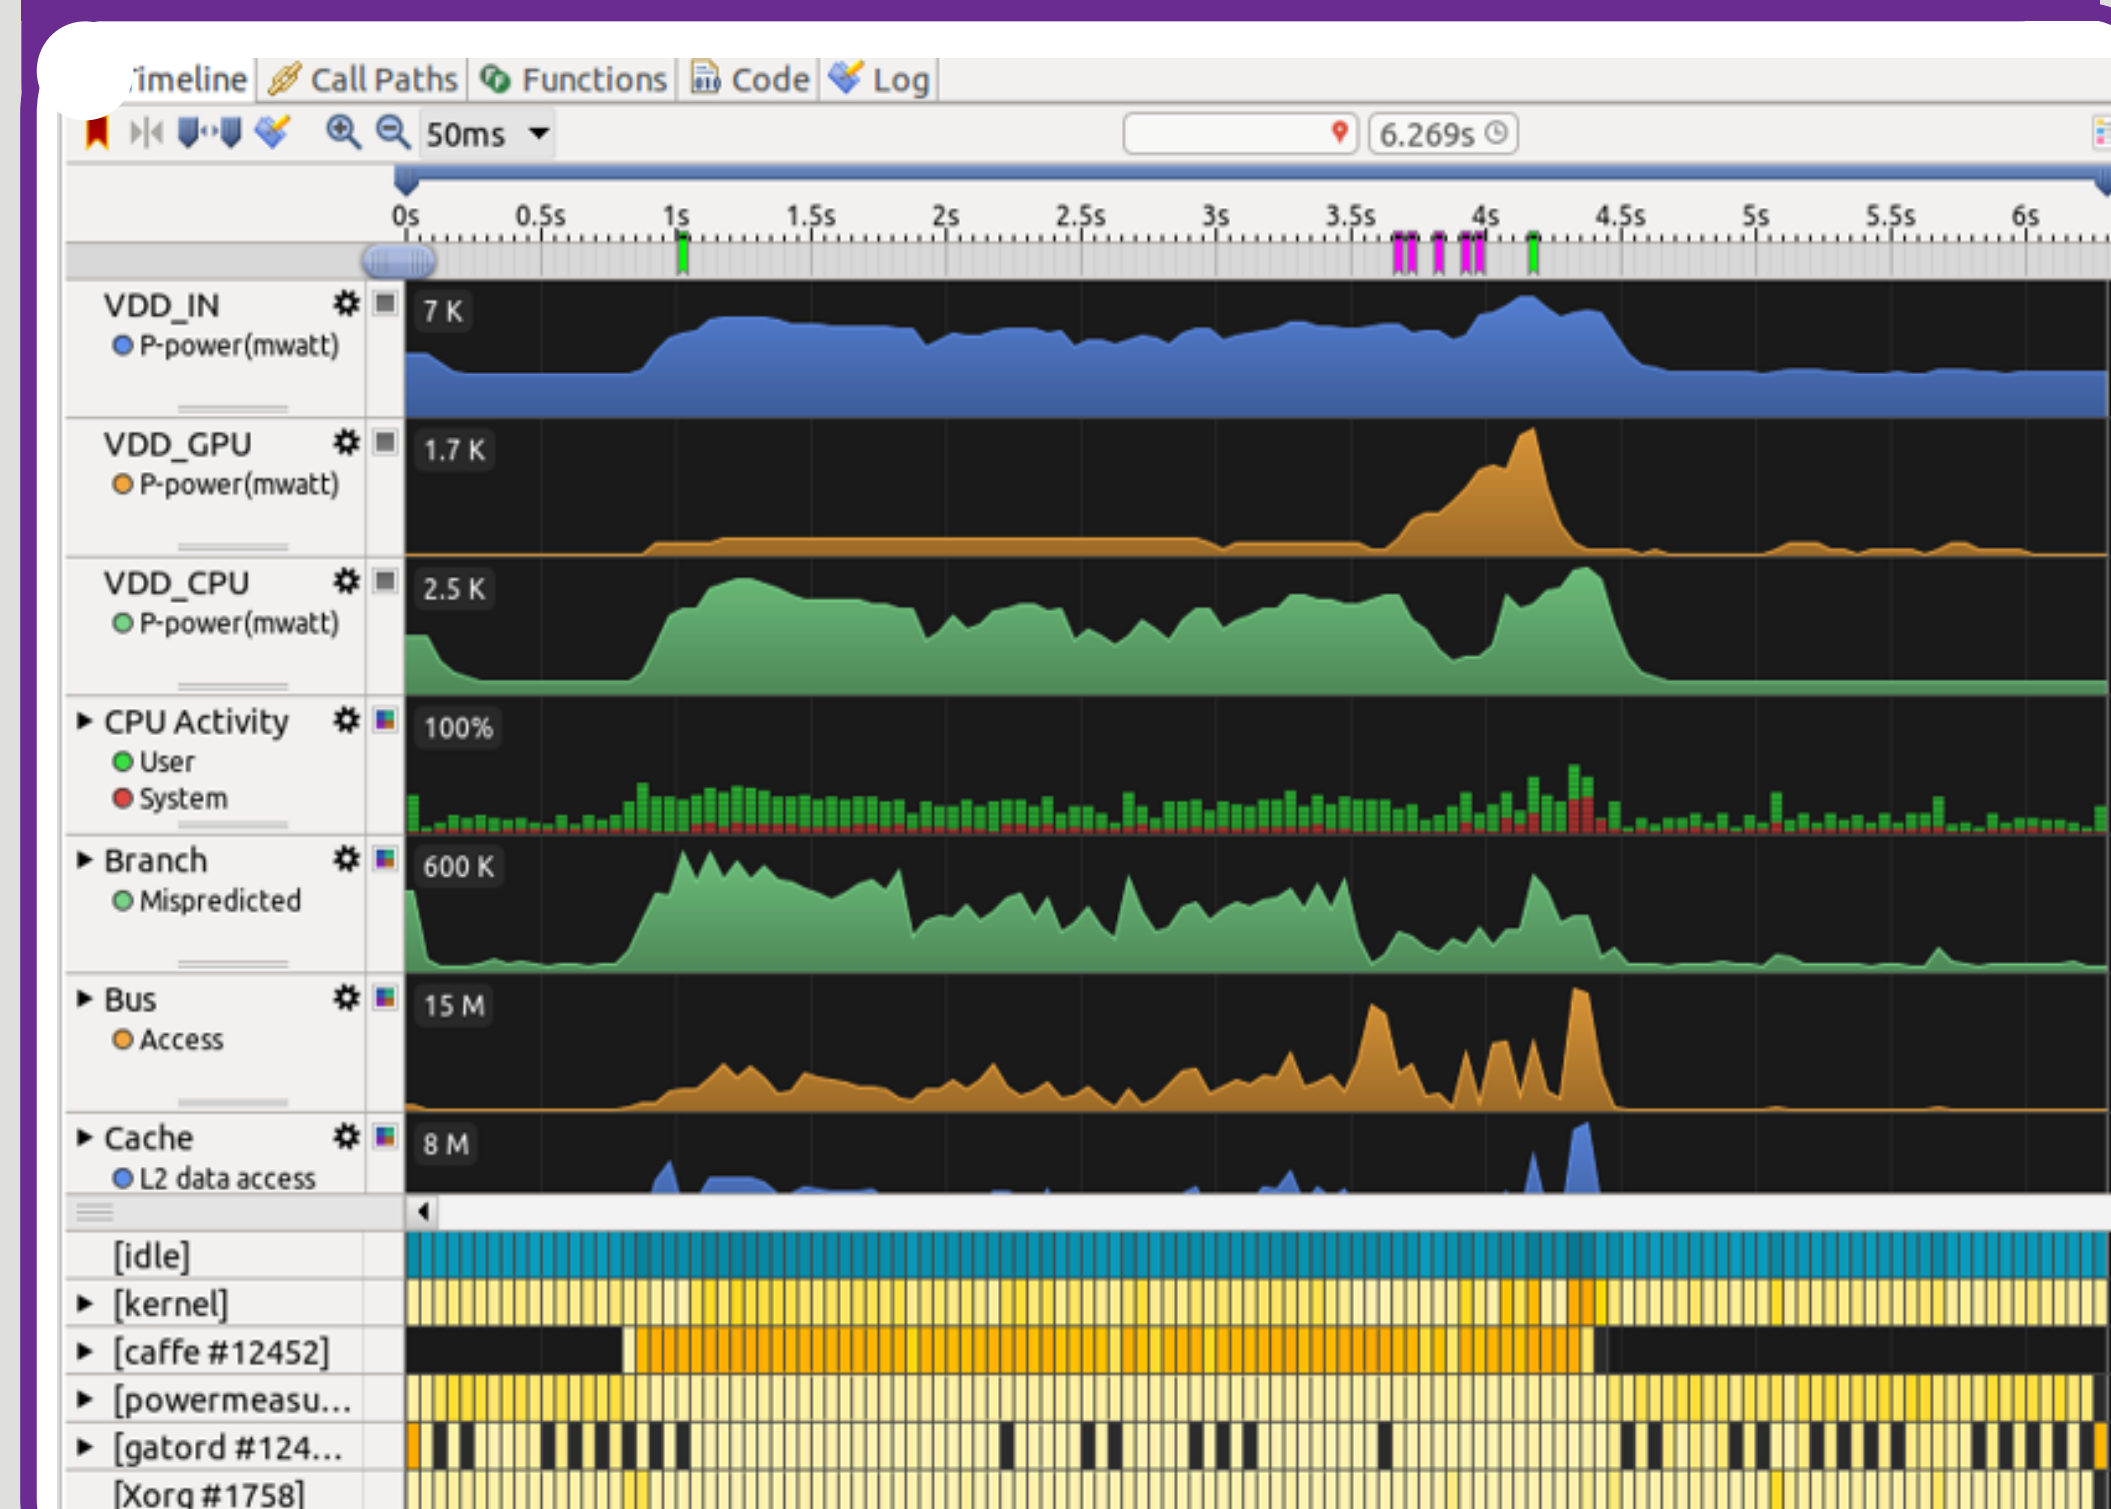 Timeline Call Paths Functions Code Log
50ms 6.269s
0s 0.5s 1s 1.5s 2s 2.5s 3s 3.5s 4s 4.5s 5s 5.5s 6s
VDD_IN 7 K
P-power(mwatt)
VDD_GPU 1.7 K
P-power(mwatt)
VDD_CPU 2.5 K
P-power(mwatt)
CPU Activity 100%
User
System
Branch 600 K
Mispredicted
Bus 15 M
Access
Cache 8 M
L2 data access
[idle]
[kernel]
[caffe #12452]
[powermeasu...
[gatord #124...
[Xorg #1758]